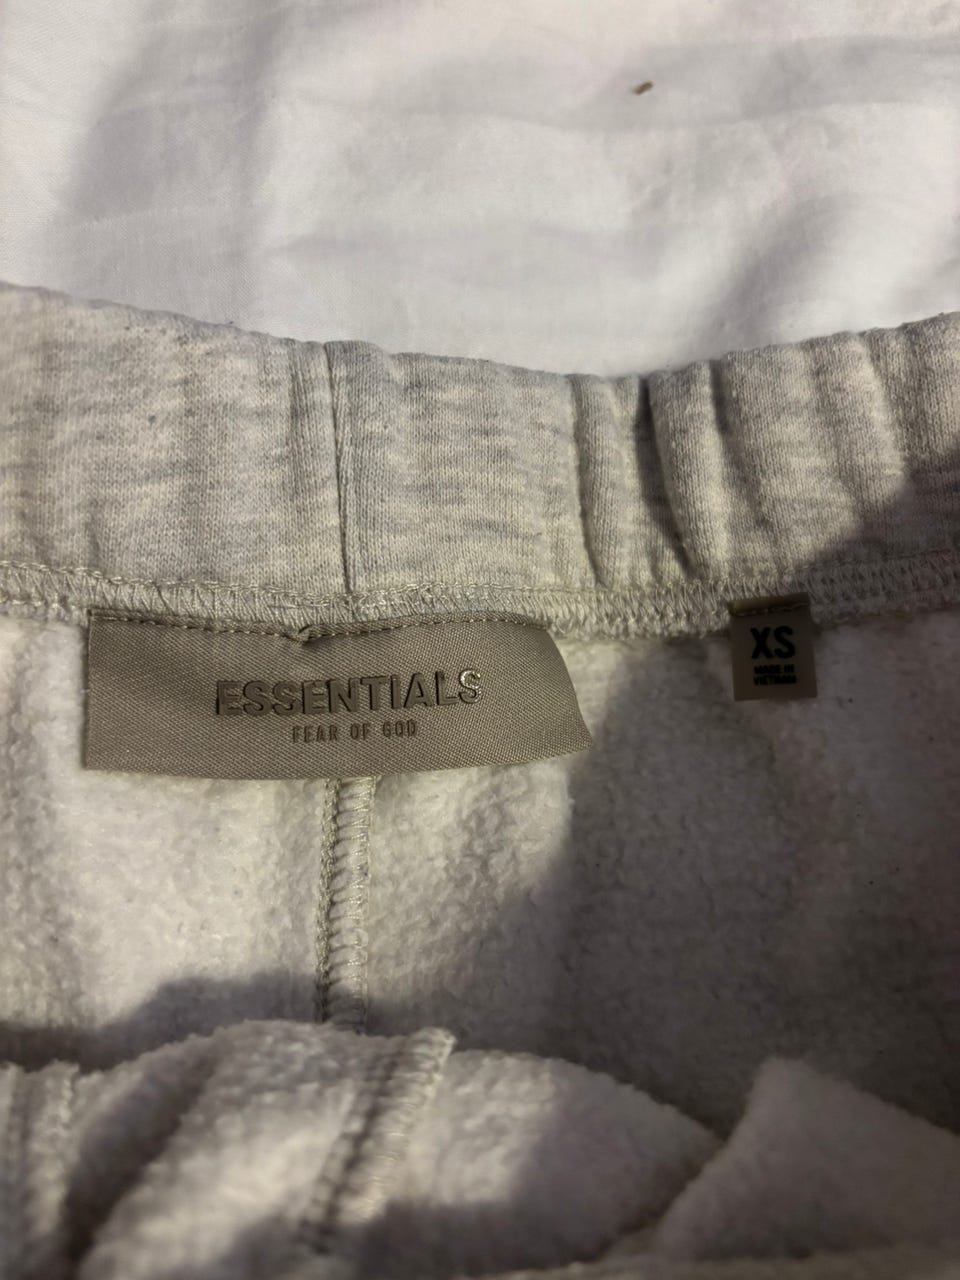 ESSENTIALS
FEAR OF GOD
XS
MADE IN
VIETNAM